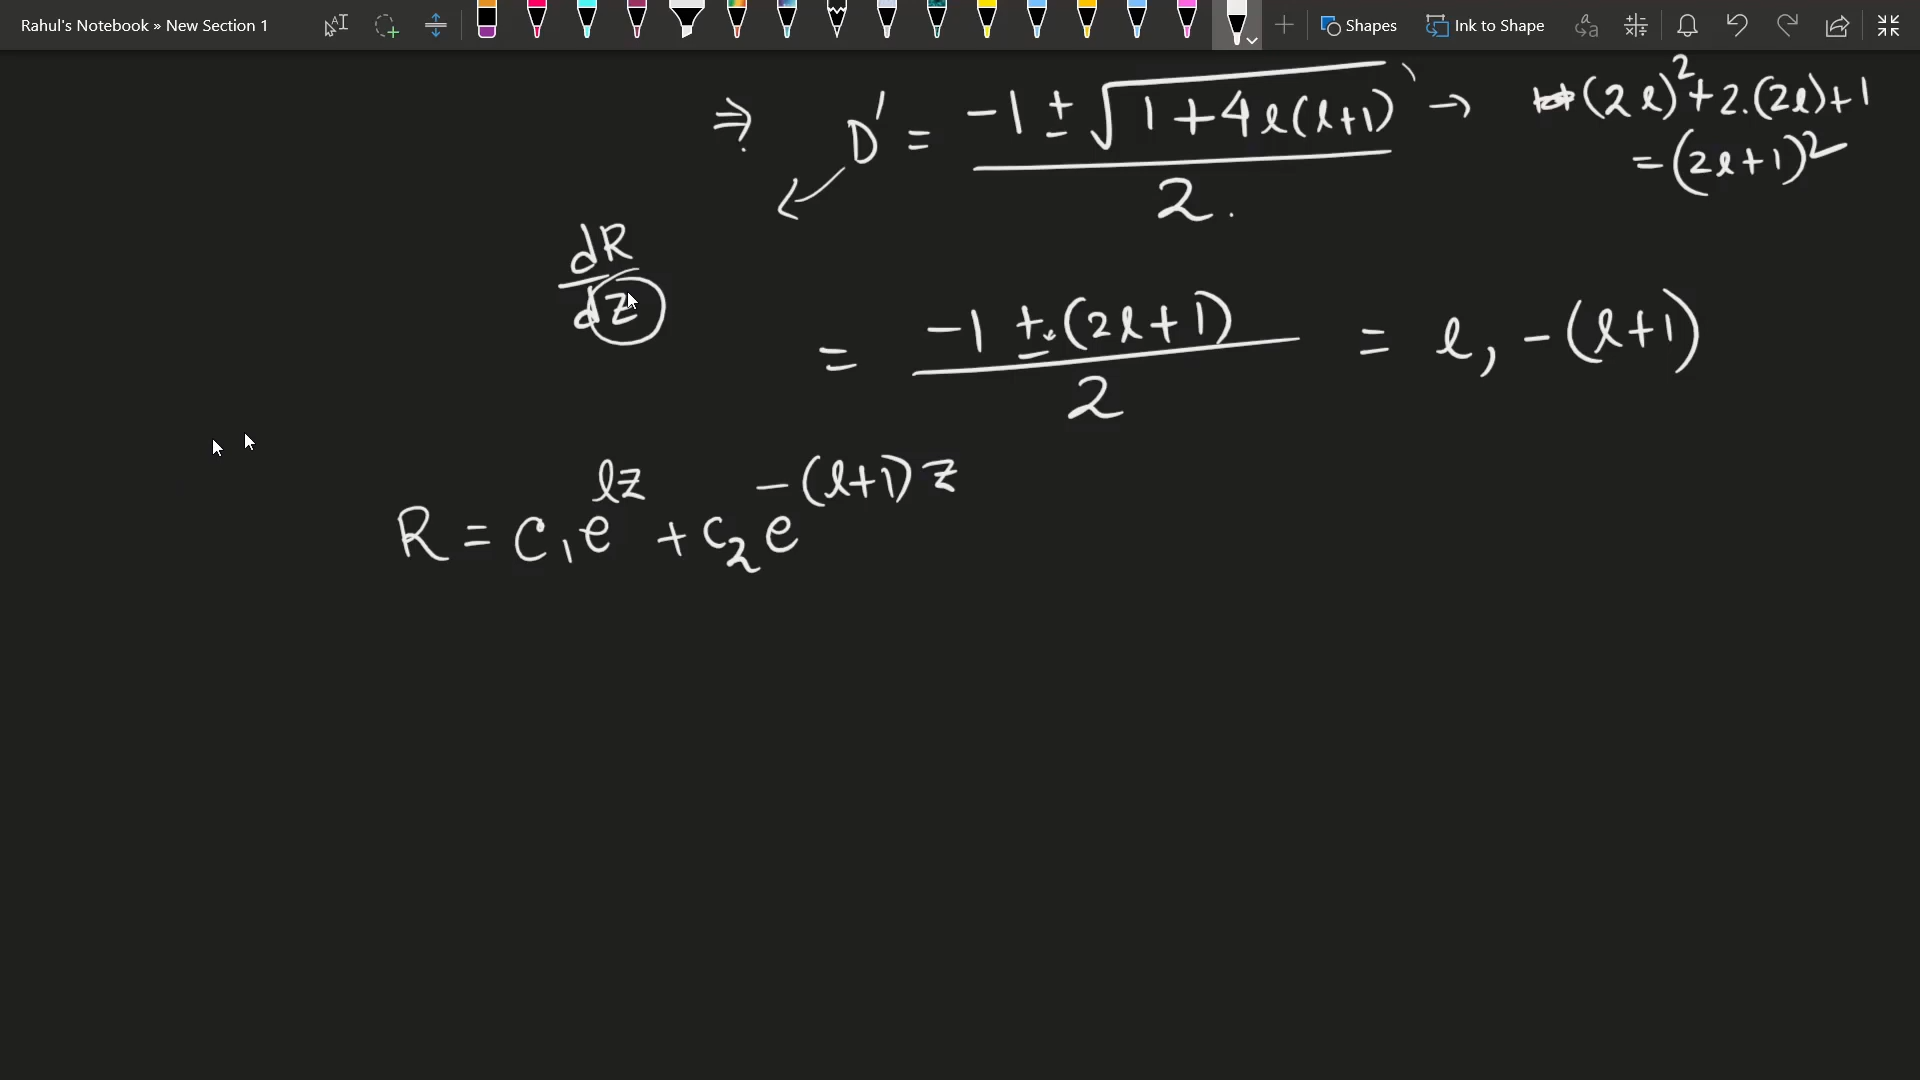 Rahul's Notebook » New Section 1
Shapes
Ink to Shape
⇒ D' = (-1 ± √(1+4l(l+1)))/2. → (2l)²+2.(2l)+1
= (2l+1)²
dR/dz
= (-1 ± (2l+1))/2 = l, -(l+1)
R = c₁e^{lz} + c₂e^{-(l+1)z}